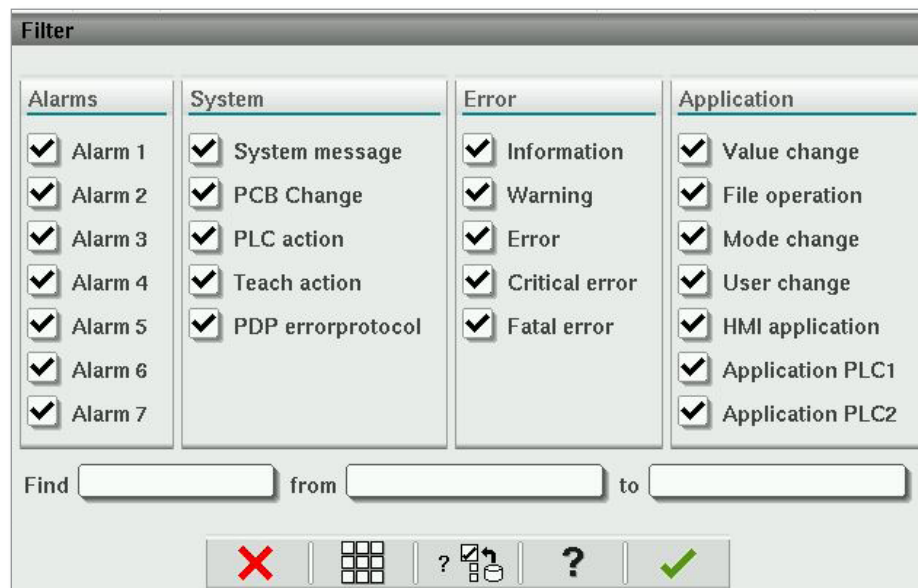 Filter
Alarms System Error Application
Alarm 1 System message Information Value change
Alarm 2 PCB Change Warning File operation
Alarm 3 PLC action Error Mode change
Alarm 4 Teach action Critical error User change
Alarm 5 PDP errorprotocol Fatal error HMI application
Alarm 6 Application PLC1
Alarm 7 Application PLC2
Find from to
? ?